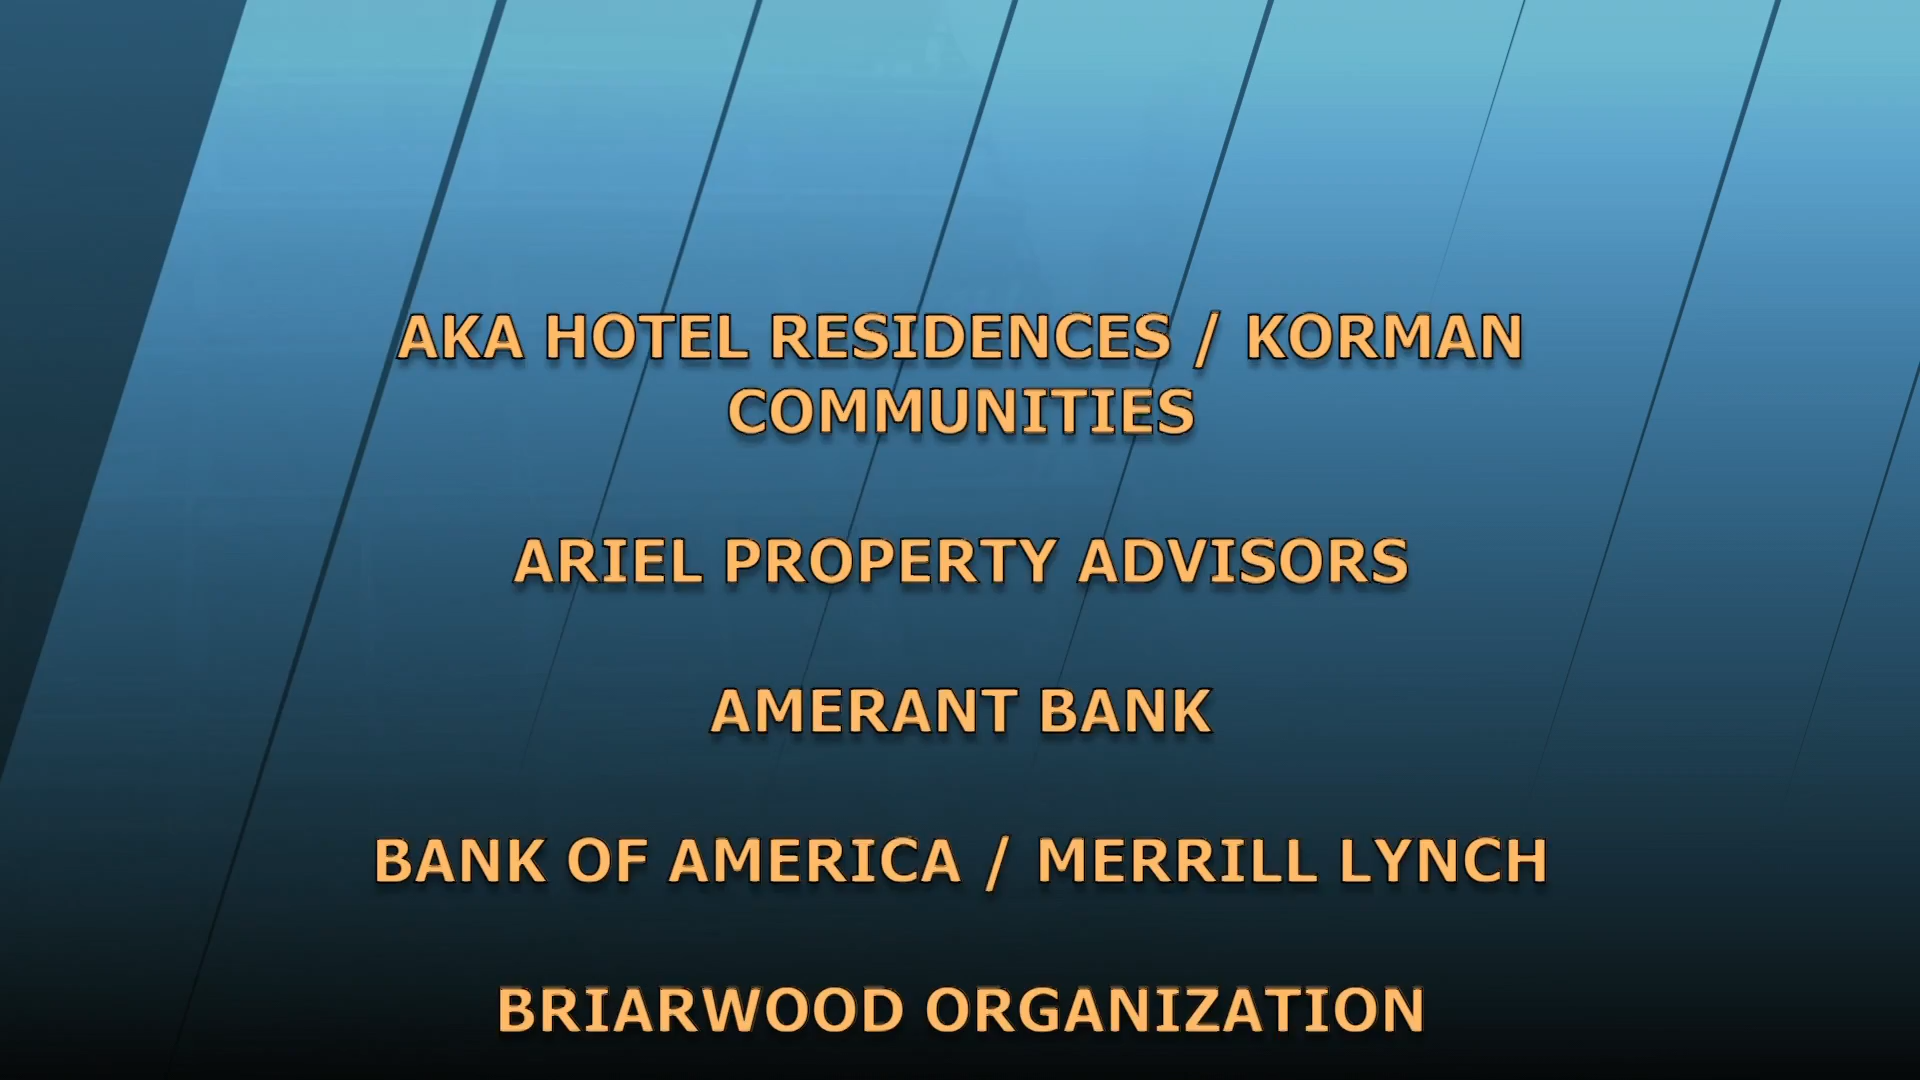 AKA HOTEL RESIDENCES / KORMAN
COMMUNITIES
ARIEL PROPERTY ADVISORS
AMERANT BANK
BANK OF AMERICA / MERRILL LYNCH
BRIARWOOD ORGANIZATION